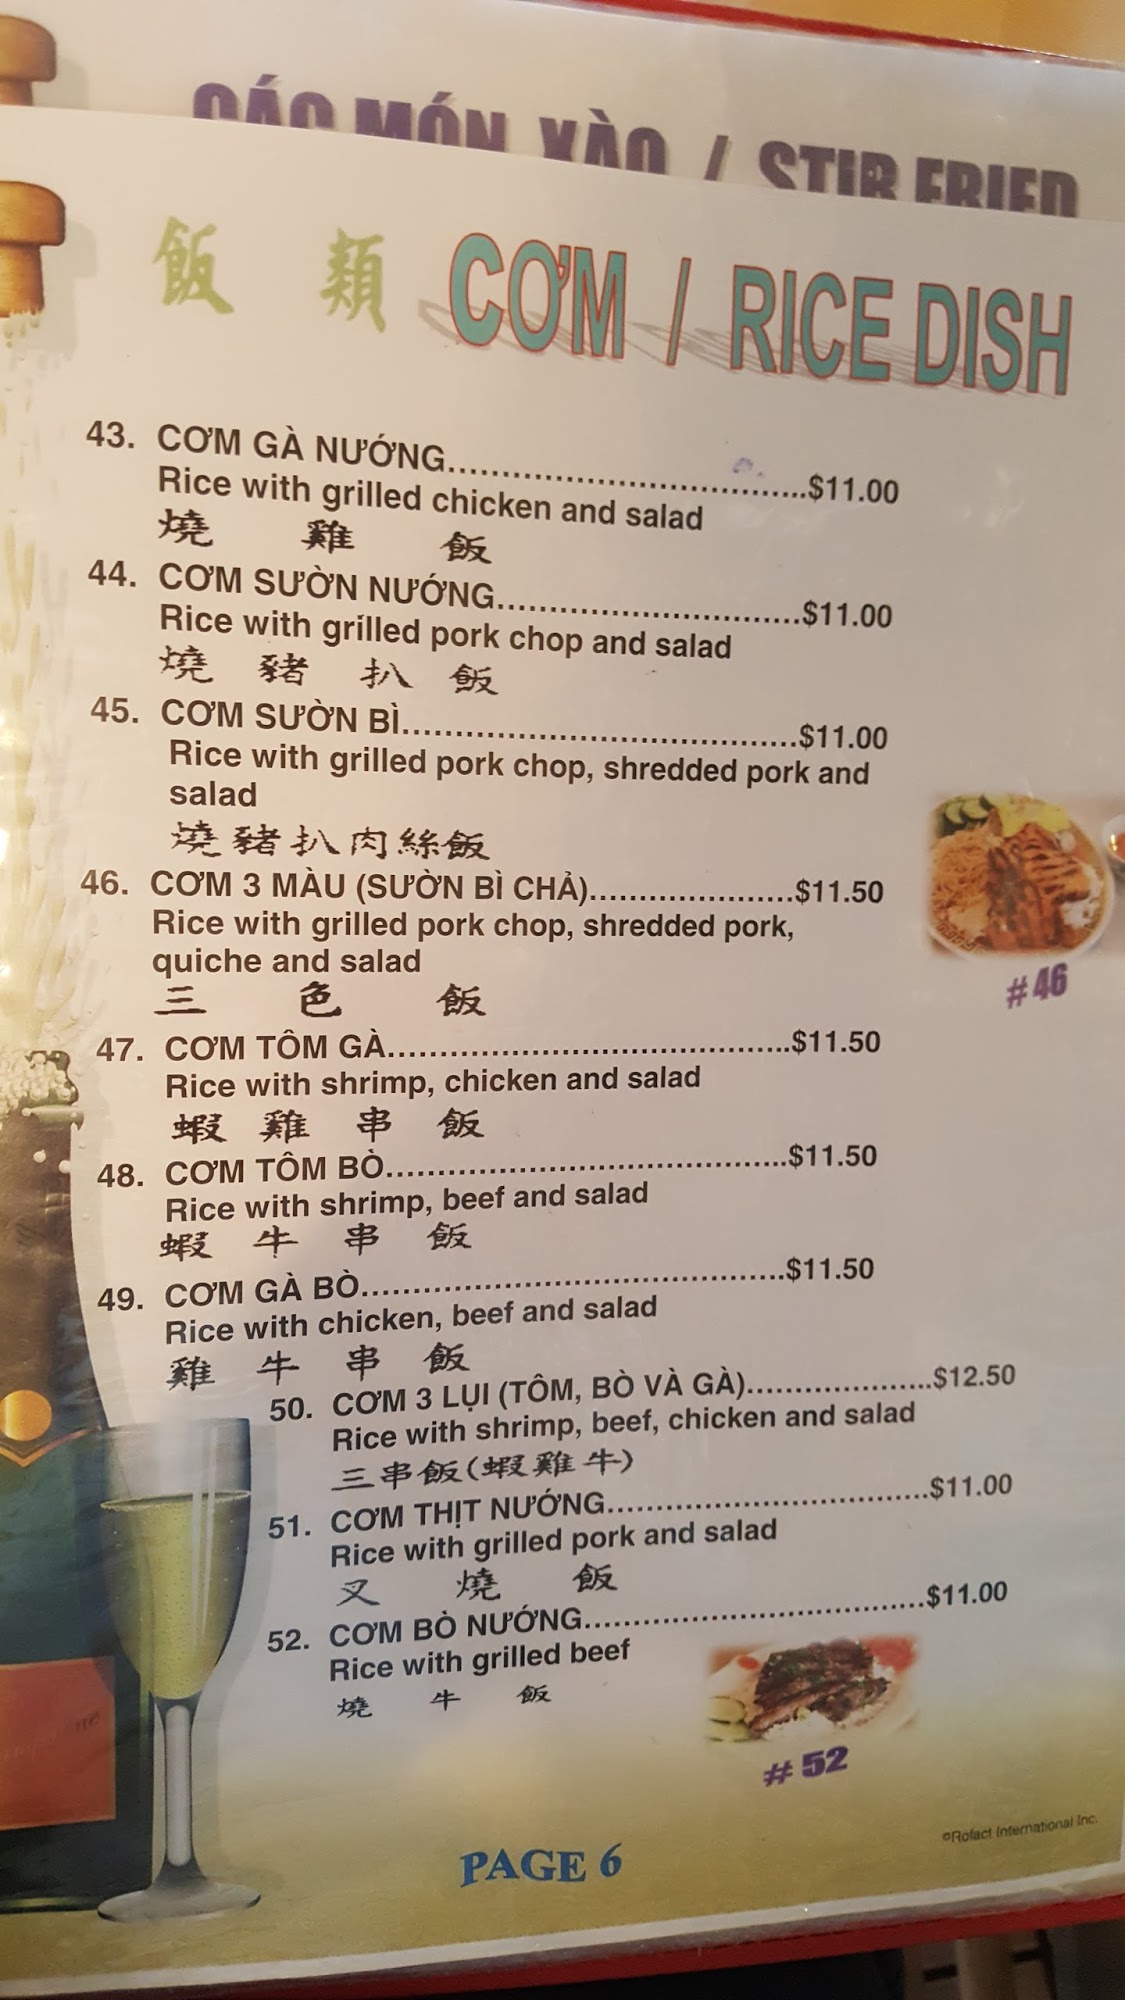 CÁC MÓN XÀO / STIR FRIED
飯 類 CƠM / RICE DISH
43. CƠM GÀ NƯỚNG......................................$11.00
Rice with grilled chicken and salad
燒 雞 飯
44. CƠM SƯỜN NƯỚNG................................$11.00
Rice with grilled pork chop and salad
燒 豬 扒 飯
45. CƠM SƯỜN BÌ......................................$11.00
Rice with grilled pork chop, shredded pork and
salad
燒豬扒肉絲飯
46. CƠM 3 MÀU (SƯỜN BÌ CHẢ).....................$11.50
Rice with grilled pork chop, shredded pork,
quiche and salad
三 色 飯
#46
47. CƠM TÔM GÀ.......................................$11.50
Rice with shrimp, chicken and salad
蝦 雞 串 飯
48. CƠM TÔM BÒ.......................................$11.50
Rice with shrimp, beef and salad
蝦 牛 串 飯
49. CƠM GÀ BÒ.........................................$11.50
Rice with chicken, beef and salad
雞 牛 串 飯
50. CƠM 3 LỤI (TÔM, BÒ VÀ GÀ)....................$12.50
Rice with shrimp, beef, chicken and salad
三串飯(蝦雞牛)
51. CƠM THỊT NƯỚNG.................................$11.00
Rice with grilled pork and salad
叉 燒 飯
52. CƠM BÒ NƯỚNG...................................$11.00
Rice with grilled beef
燒 牛 飯
#52
©Rofact International Inc.
PAGE 6